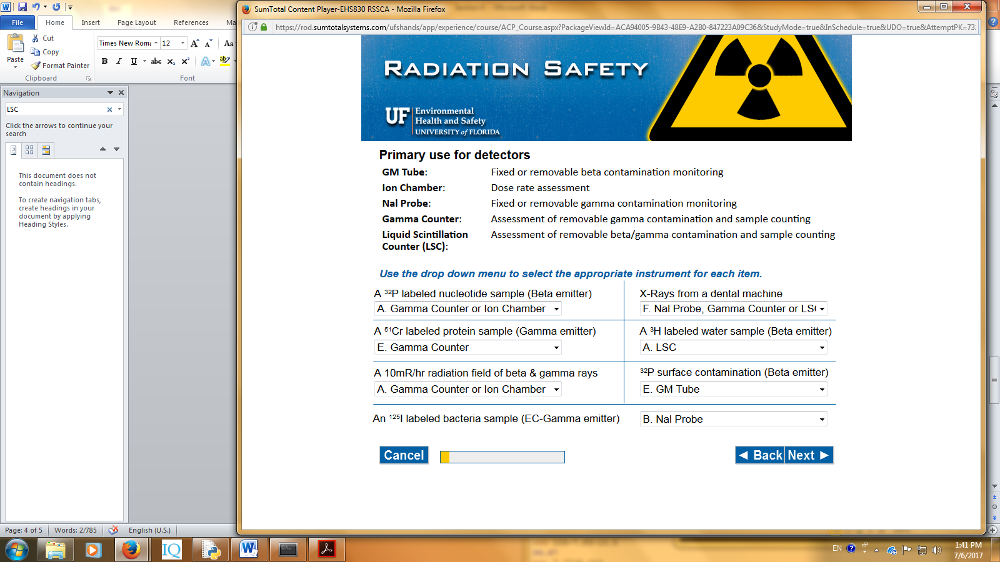 SumTotal Content Player-EHS830 RSSCA - Mozilla Firefox
File
Home
Insert
Page Layout
References
Ma
https://rod.sumtotalsystems.com/ufshands/app/experience/course/ACP_Course.aspx?PackageViewId=ACA94005-9B43-48E9-A2B0-847223A09C36&StudyMode=true&InSchedule=true&UDO=true&AttemptPK=73
Paste
Cut
Copy
Format Painter
Clipboard
Times New Roma
12
Aa
B I U abc x₂ x²
Font
Navigation
LSC
Click the arrows to continue your
search
This document does not
contain headings.
To create navigation tabs,
create headings in your
document by applying
Heading Styles.
RADIATION SAFETY
UF Environmental
Health and Safety
UNIVERSITY of FLORIDA
Primary use for detectors
GM Tube: Fixed or removable beta contamination monitoring
Ion Chamber: Dose rate assessment
NaI Probe: Fixed or removable gamma contamination monitoring
Gamma Counter: Assessment of removable gamma contamination and sample counting
Liquid Scintillation Assessment of removable beta/gamma contamination and sample counting
Counter (LSC):
Use the drop down menu to select the appropriate instrument for each item.
A ³²P labeled nucleotide sample (Beta emitter)
A. Gamma Counter or Ion Chamber
X-Rays from a dental machine
F. NaI Probe, Gamma Counter or LSC
A ⁵¹Cr labeled protein sample (Gamma emitter)
E. Gamma Counter
A ³H labeled water sample (Beta emitter)
A. LSC
A 10mR/hr radiation field of beta & gamma rays
A. Gamma Counter or Ion Chamber
³²P surface contamination (Beta emitter)
E. GM Tube
An ¹²⁵I labeled bacteria sample (EC-Gamma emitter)
B. NaI Probe
Cancel
◄ Back
Next ►
Page: 4 of 5
Words: 2/785
English (U.S.)
IQ
EN
1:41 PM
7/6/2017